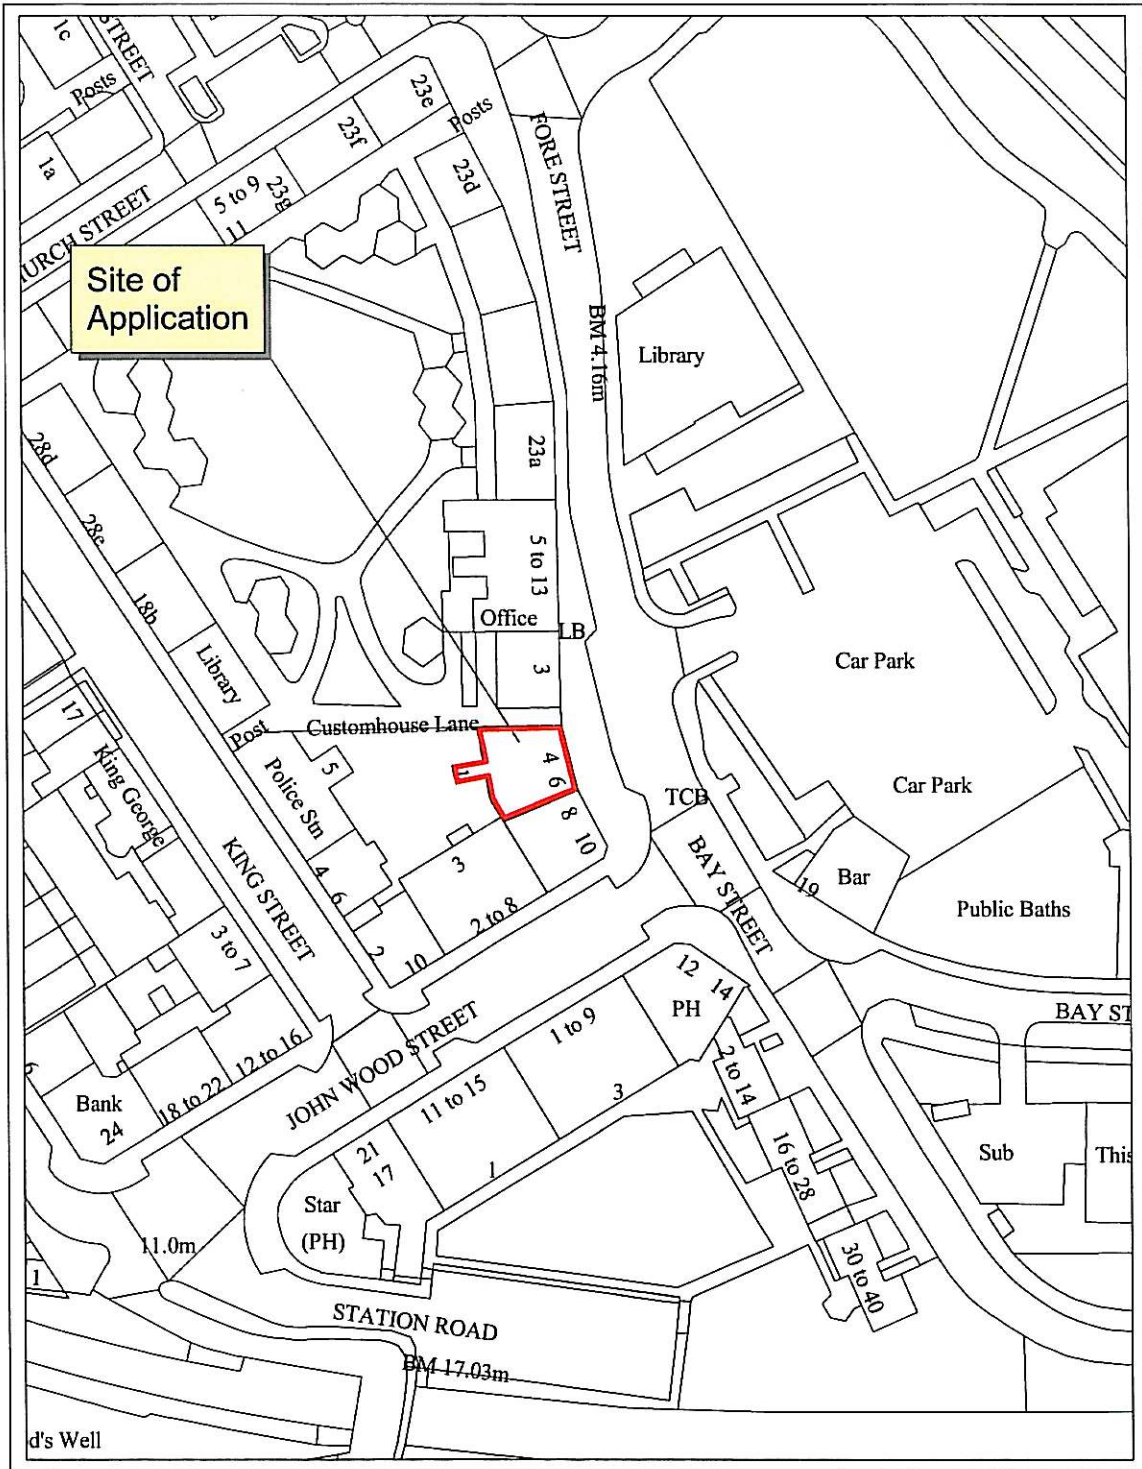 1c
STREET
Posts
1a
23e
23f
Posts
23d
5 to 9
23g
11
FORE STREET
HURCH STREET
Site of
Application
BM 4.16m
Library
28d
23a
28e
5 to 13
18b
Office
LB
Library
3
Car Park
17
Post
Customhouse Lane
King George
5
Police Stn
1
4
6
TCB
Car Park
8
10
KING STREET
4
6
3
BAY STREET
19
Bar
2 to 8
Public Baths
3 to 7
2
10
12
14
PH
BAY ST
JOHN WOOD STREET
1 to 9
12 to 16
18 to 22
Bank
24
11 to 15
3
2 to 14
21
17
1
16 to 28
Sub
This
Star
(PH)
11.0m
30 to 40
1
STATION ROAD
BM 17.03m
d's Well